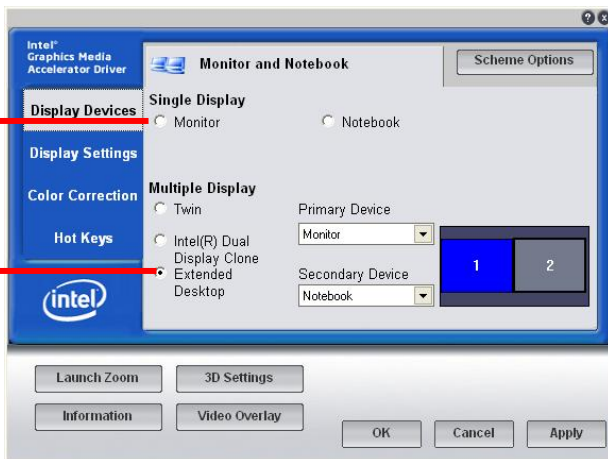 Intel®
Graphics Media
Accelerator Driver
Monitor and Notebook
Scheme Options
Display Devices
Display Settings
Color Correction
Hot Keys
intel
Single Display
Monitor
Notebook
Multiple Display
Twin
Intel(R) Dual
Display Clone
Extended
Desktop
Primary Device
Monitor
Secondary Device
Notebook
1
2
Launch Zoom
3D Settings
Information
Video Overlay
OK
Cancel
Apply